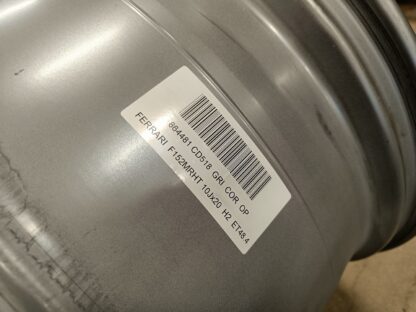 864481 CD518 GRI COR OP
FERRARI F152MRHT 10Jx20 H2 ET48.4